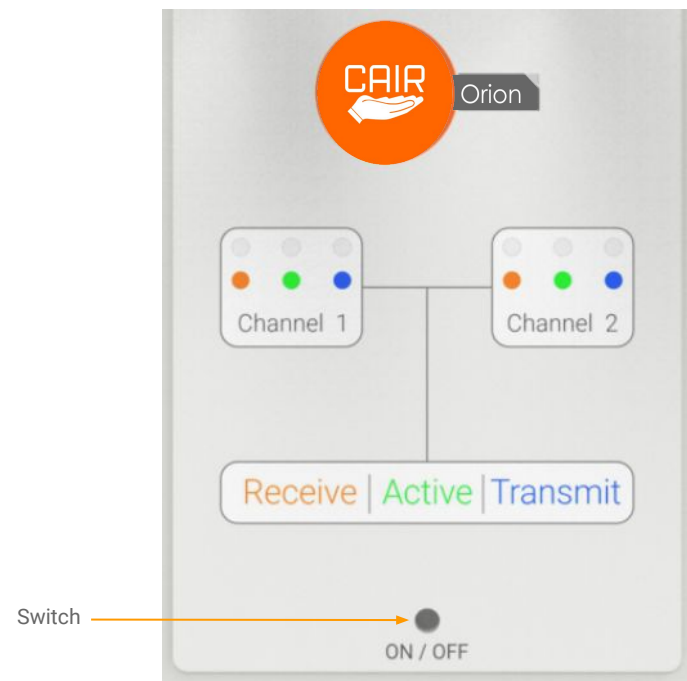 CAIR
Orion
Channel 1
Channel 2
Receive | Active | Transmit
Switch
ON / OFF